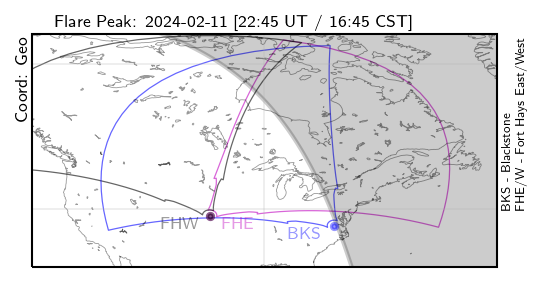 Flare Peak: 2024-02-11 [22:45 UT / 16:45 CST]
Coord: Geo
FHW
FHE
BKS
BKS - Blackstone
FHE/W - Fort Hays East/West